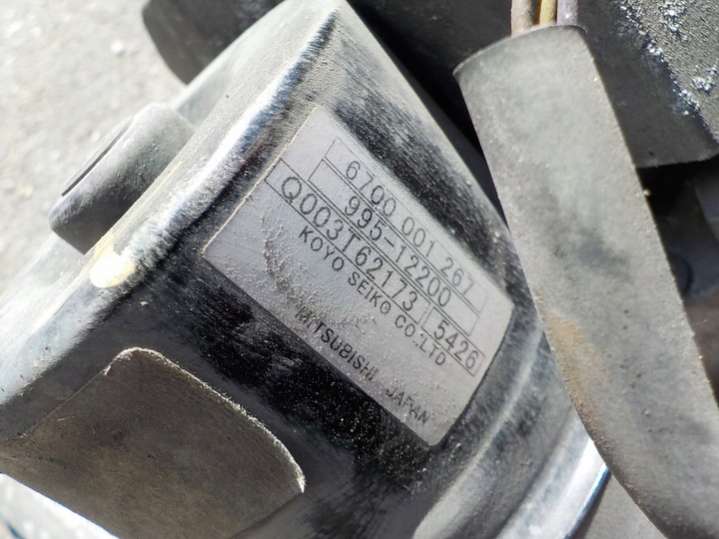 6700 001 267
995-12200
Q003T62173 5426
KOYO SEIKO CO.,LTD
MITSUBISHI JAPAN